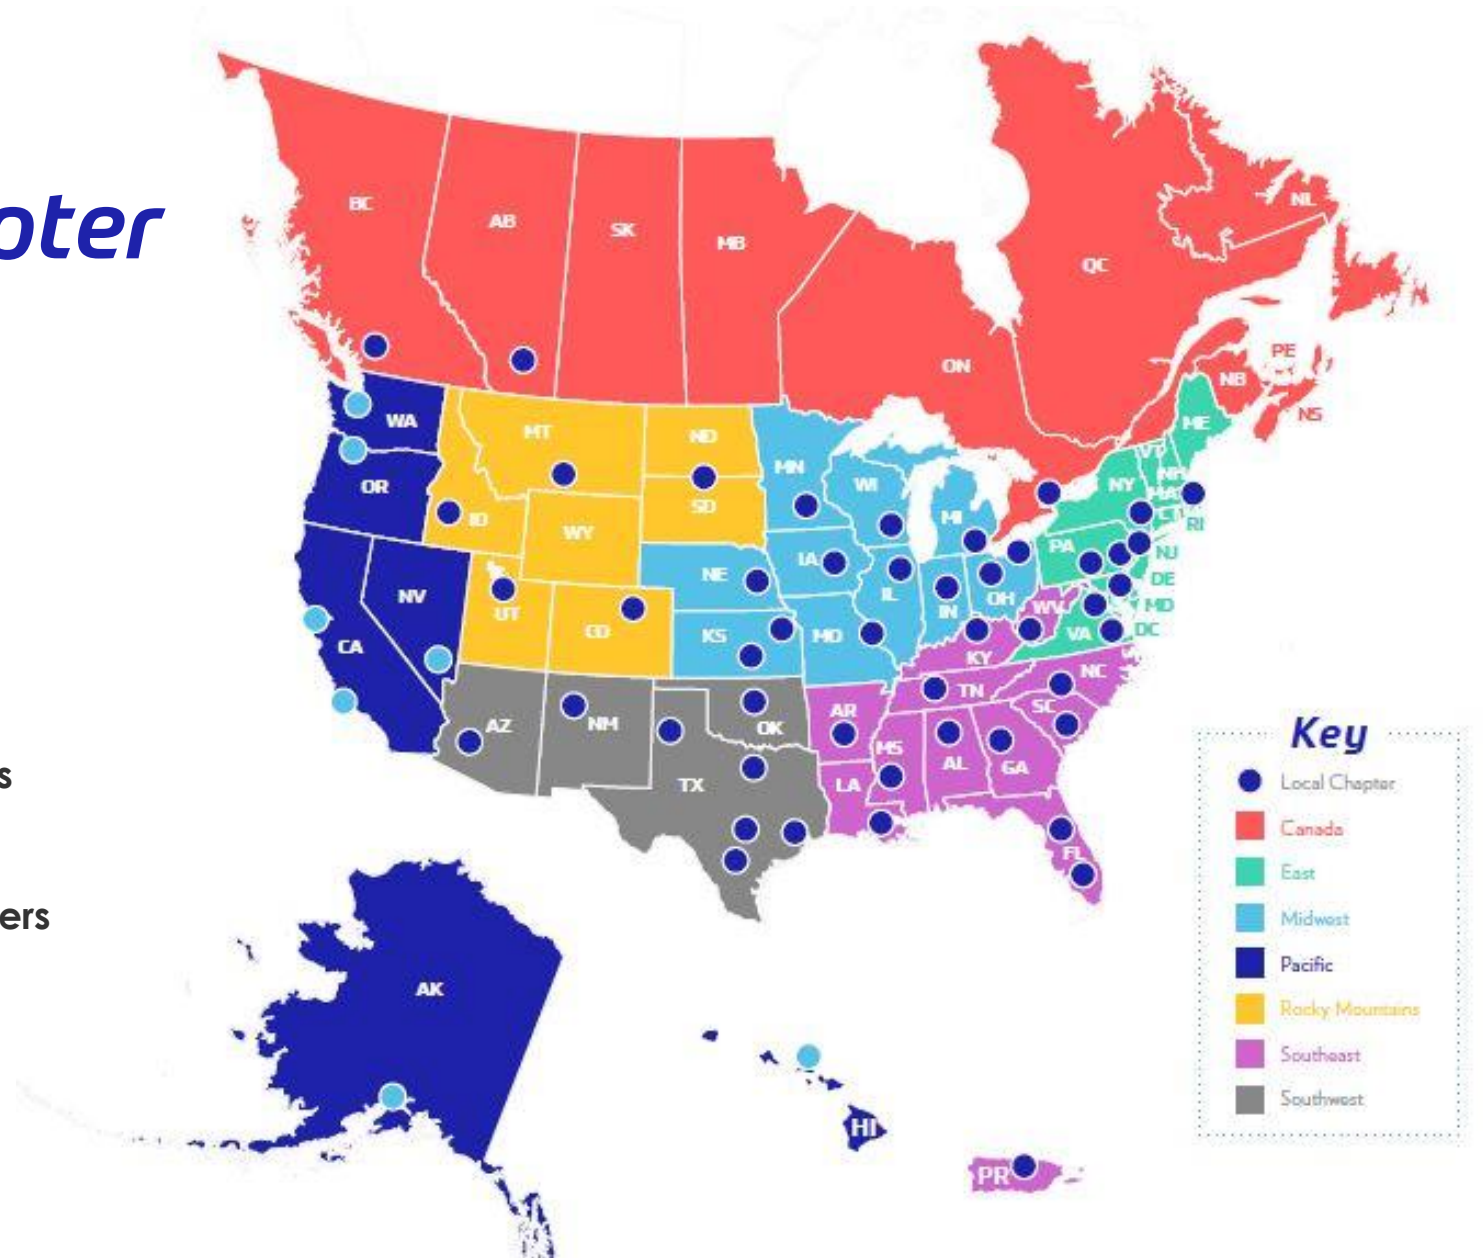 pter
s
ers
BC
AB
SK
MB
ON
QC
NL
PE
NB
NS
WA
OR
CA
NV
ID
MT
WY
UT
CO
ND
SD
NE
KS
MN
IA
MO
WI
IL
MI
IN
OH
KY
WV
VA
PA
NY
VT
NH
MA
CT
RI
ME
NJ
DE
MD
DC
NC
SC
TN
AR
MS
AL
GA
LA
FL
AZ
NM
OK
TX
AK
HI
PR
Key
Local Chapter
Canada
East
Midwest
Pacific
Rocky Mountains
Southeast
Southwest